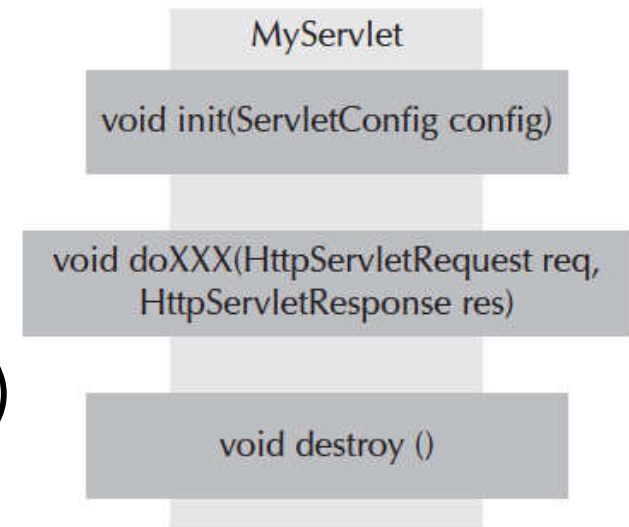 MyServlet
void init(ServletConfig config)
void doXXX(HttpServletRequest req,
HttpServletResponse res)
)
void destroy ()